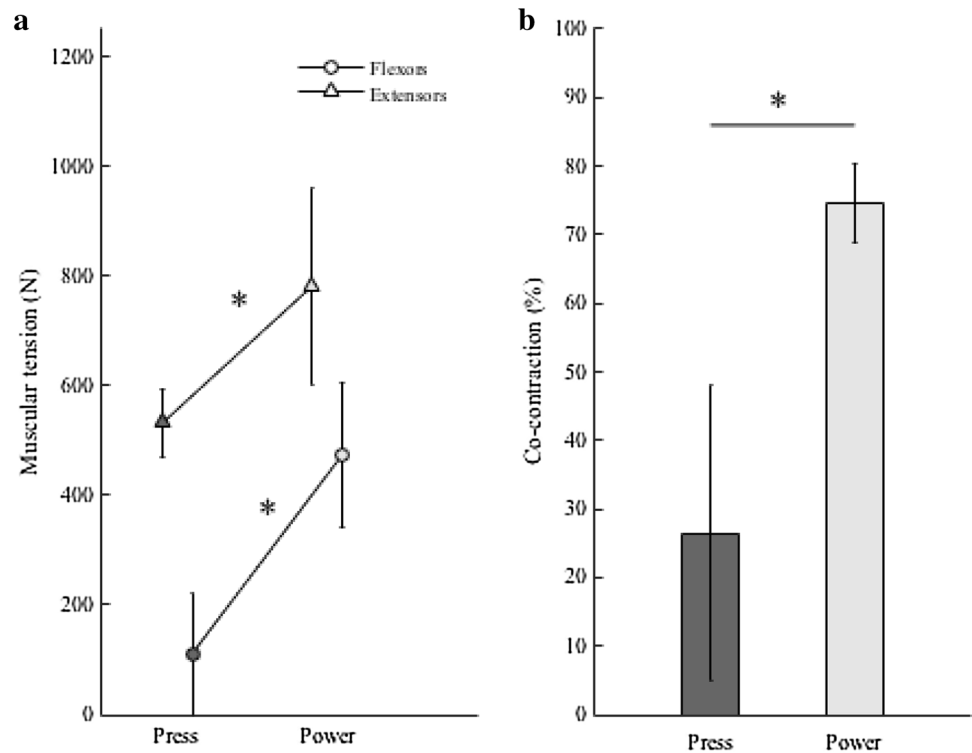 a
1200
1000
800
600
400
200
0
Muscular tension (N)
Flexors
Extensors
*
*
Press
Power
b
100
90
80
70
60
50
40
30
20
10
0
Co-contraction (%)
*
Press
Power